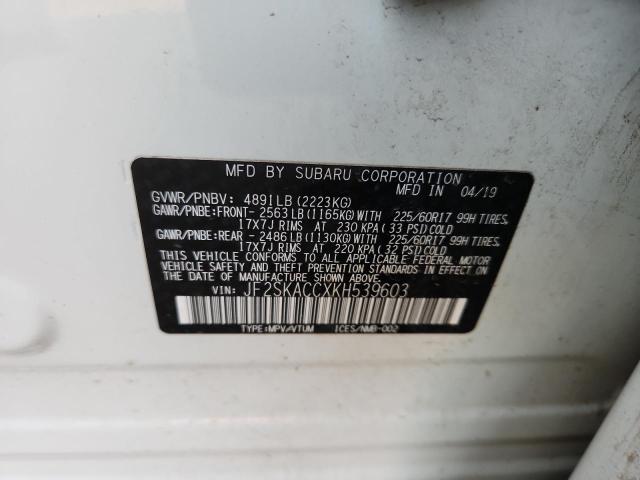 MFD BY SUBARU CORPORATION
MFD IN 04/19
GVWR/PNBV: 4891LB (2223KG)
GAWR/PNBE: FRONT- 2563 LB (1165KG) WITH 225/60R17 99H TIRES
17X7J RIMS AT 230 KPA ( 33 PSI) COLD
GAWR/PNBE: REAR - 2486 LB (1130KG) WITH 225/60R17 99H TIRES
17X7J RIMS AT 220 KPA ( 32 PSI) COLD
THIS VEHICLE CONFORMS TO ALL APPLICABLE FEDERAL MOTOR
VEHICLE SAFETY AND THEFT PREVENTION STANDARDS IN EFFECT ON
THE DATE OF MANUFACTURE SHOWN ABOVE.
VIN: JF2SKACCXKH539603
TYPE:MPV/VTUM ICES/NMB-002